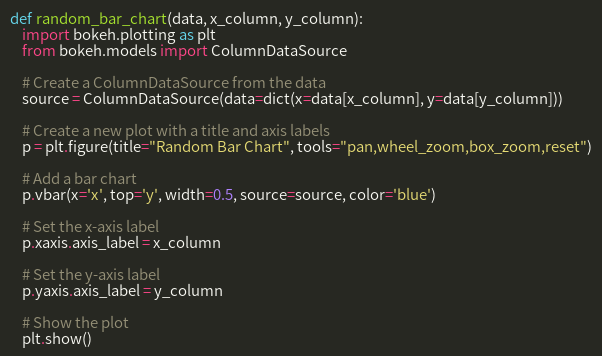 def random_bar_chart(data, x_column, y_column):
    import bokeh.plotting as plt
    from bokeh.models import ColumnDataSource

    # Create a ColumnDataSource from the data
    source = ColumnDataSource(data=dict(x=data[x_column], y=data[y_column]))

    # Create a new plot with a title and axis labels
    p = plt.figure(title="Random Bar Chart", tools="pan,wheel_zoom,box_zoom,reset")

    # Add a bar chart
    p.vbar(x='x', top='y', width=0.5, source=source, color='blue')

    # Set the x-axis label
    p.xaxis.axis_label = x_column

    # Set the y-axis label
    p.yaxis.axis_label = y_column

    # Show the plot
    plt.show()